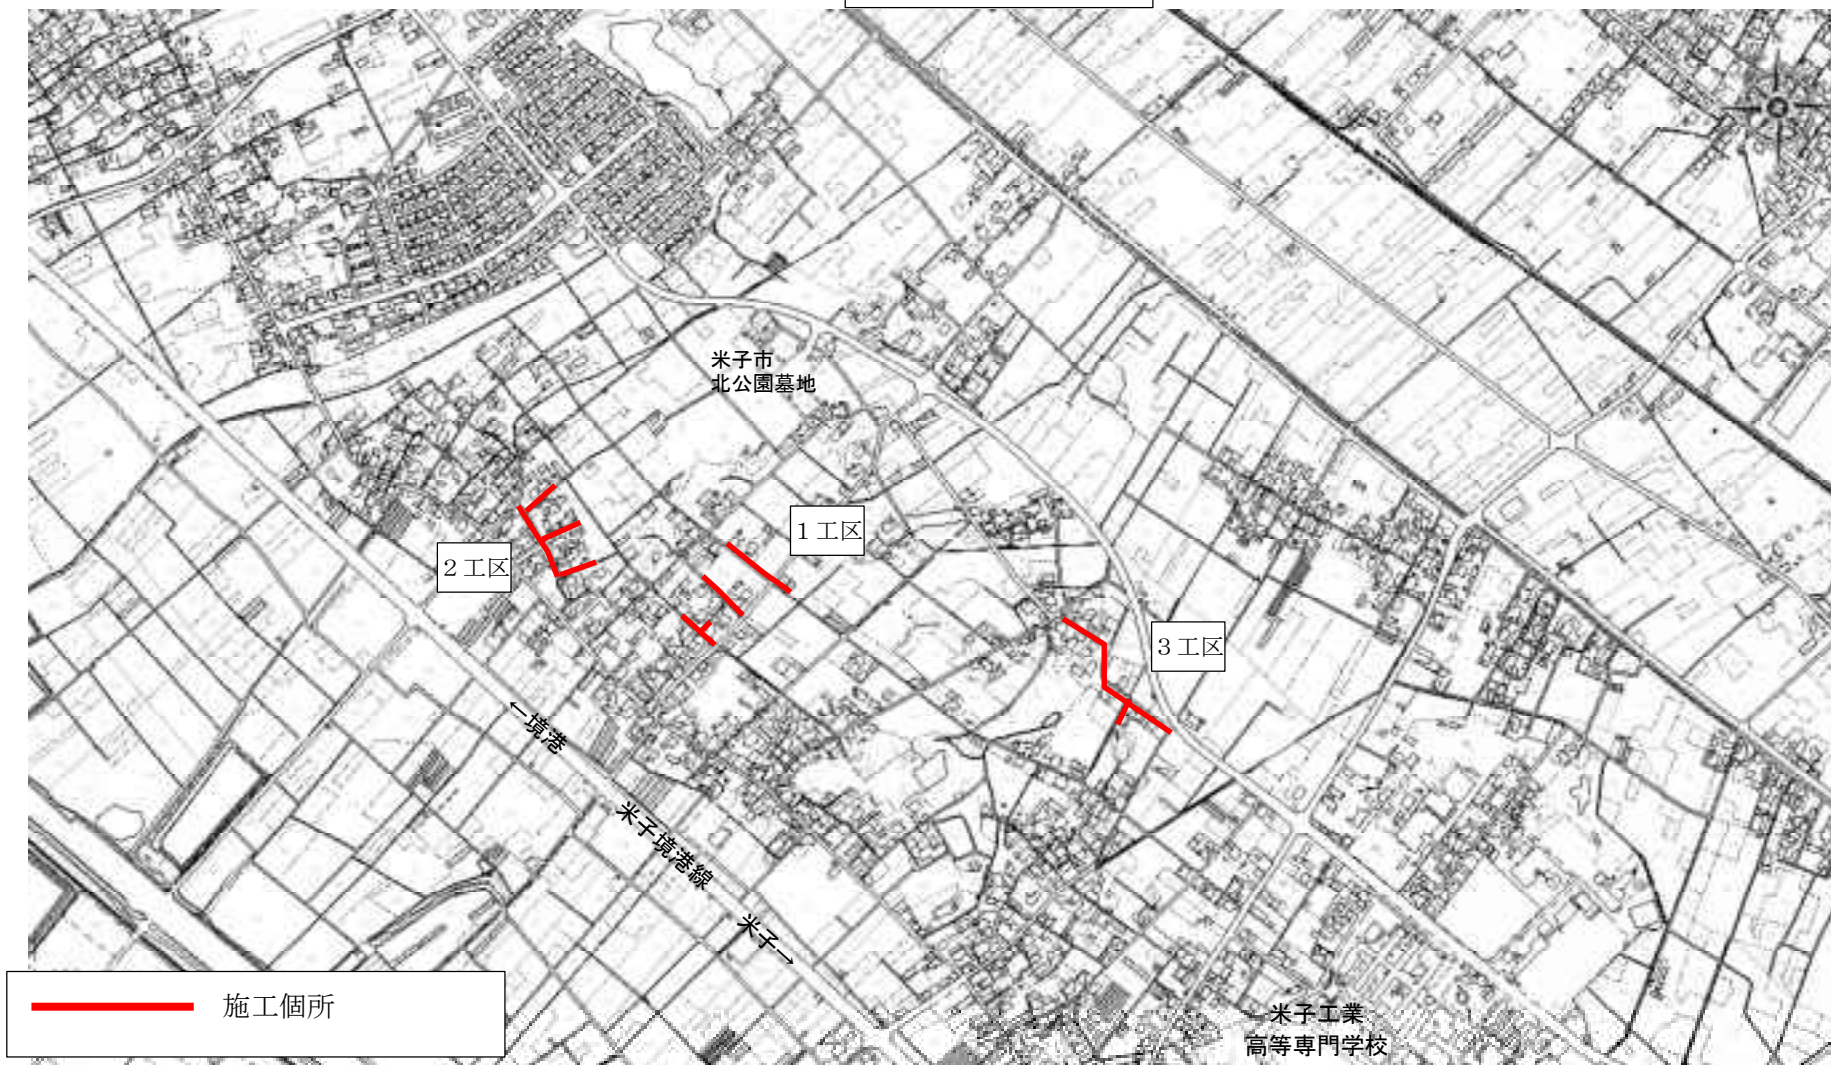 米子市
北公園墓地
1工区
2工区
3工区
←境港
米子境港線
米子→
施工個所
米子工業
高等専門学校